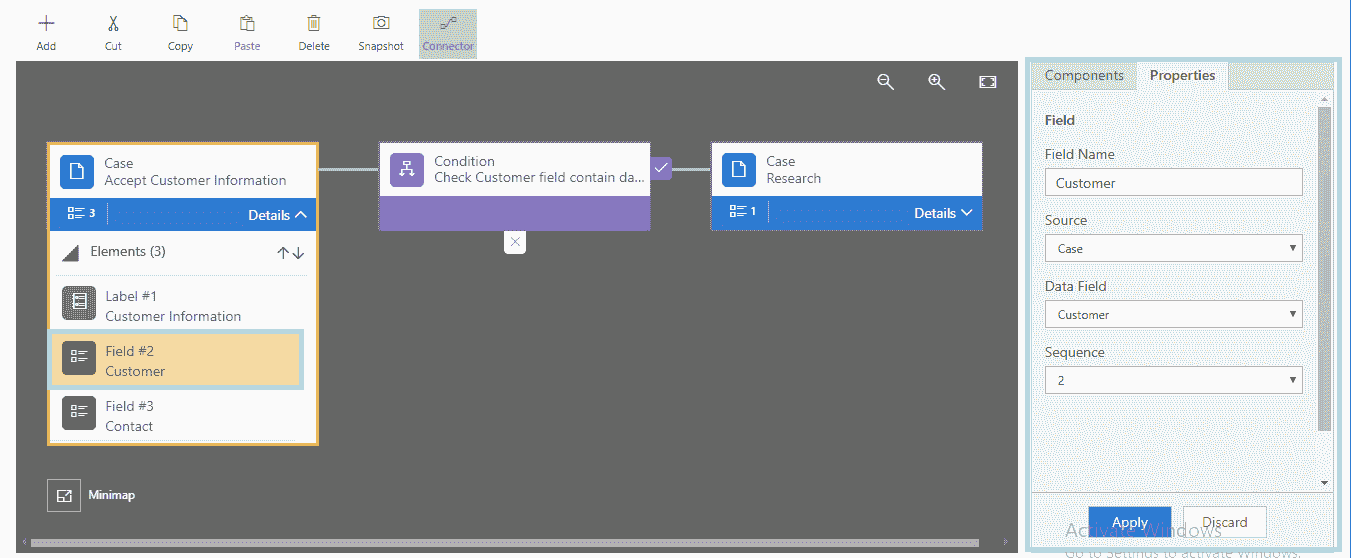 Add
Cut
Copy
Paste
Delete
Snapshot
Connector
Case
Accept Customer Information
3
Details
Elements (3)
Label #1
Customer Information
Field #2
Customer
Field #3
Contact
Condition
Check Customer field contain da...
Case
Research
1
Details
Minimap
Components
Properties
Field
Field Name
Customer
Source
Case
Data Field
Customer
Sequence
2
Apply
Discard
Activate Windows
Go to Settings to activate Windows.